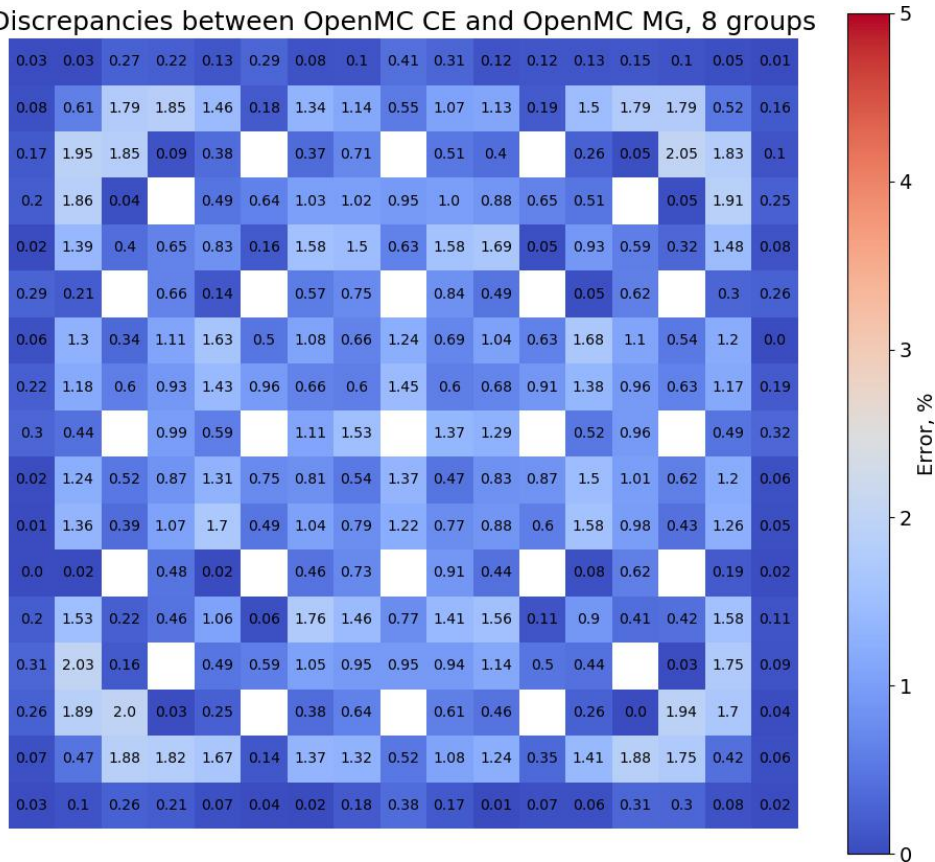 Discrepancies between OpenMC CE and OpenMC MG, 8 groups
0.03 0.03 0.27 0.22 0.13 0.29 0.08 0.1 0.41 0.31 0.12 0.12 0.13 0.15 0.1 0.05 0.01
0.08 0.61 1.79 1.85 1.46 0.18 1.34 1.14 0.55 1.07 1.13 0.19 1.5 1.79 1.79 0.52 0.16
0.17 1.95 1.85 0.09 0.38 0.37 0.71 0.51 0.4 0.26 0.05 2.05 1.83 0.1
0.2 1.86 0.04 0.49 0.64 1.03 1.02 0.95 1.0 0.88 0.65 0.51 0.05 1.91 0.25
0.02 1.39 0.4 0.65 0.83 0.16 1.58 1.5 0.63 1.58 1.69 0.05 0.93 0.59 0.32 1.48 0.08
0.29 0.21 0.66 0.14 0.57 0.75 0.84 0.49 0.05 0.62 0.3 0.26
0.06 1.3 0.34 1.11 1.63 0.5 1.08 0.66 1.24 0.69 1.04 0.63 1.68 1.1 0.54 1.2 0.0
0.22 1.18 0.6 0.93 1.43 0.96 0.66 0.6 1.45 0.6 0.68 0.91 1.38 0.96 0.63 1.17 0.19
0.3 0.44 0.99 0.59 1.11 1.53 1.37 1.29 0.52 0.96 0.49 0.32
0.02 1.24 0.52 0.87 1.31 0.75 0.81 0.54 1.37 0.47 0.83 0.87 1.5 1.01 0.62 1.2 0.06
0.01 1.36 0.39 1.07 1.7 0.49 1.04 0.79 1.22 0.77 0.88 0.6 1.58 0.98 0.43 1.26 0.05
0.0 0.02 0.48 0.02 0.46 0.73 0.91 0.44 0.08 0.62 0.19 0.02
0.2 1.53 0.22 0.46 1.06 0.06 1.76 1.46 0.77 1.41 1.56 0.11 0.9 0.41 0.42 1.58 0.11
0.31 2.03 0.16 0.49 0.59 1.05 0.95 0.95 0.94 1.14 0.5 0.44 0.03 1.75 0.09
0.26 1.89 2.0 0.03 0.25 0.38 0.64 0.61 0.46 0.26 0.0 1.94 1.7 0.04
0.07 0.47 1.88 1.82 1.67 0.14 1.37 1.32 0.52 1.08 1.24 0.35 1.41 1.88 1.75 0.42 0.06
0.03 0.1 0.26 0.21 0.07 0.04 0.02 0.18 0.38 0.17 0.01 0.07 0.06 0.31 0.3 0.08 0.02
5
4
3
2
1
0
Error, %